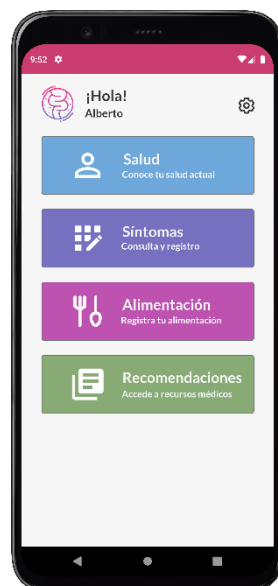 9:52
¡Hola!
Alberto
Salud
Conoce tu salud actual
Síntomas
Consulta y registro
Alimentación
Registra tu alimentación
Recomendaciones
Accede a recursos médicos